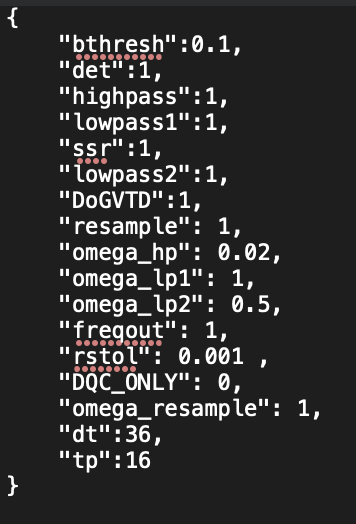 {
"bthresh":0.1,
"det":1,
"highpass":1,
"lowpass1":1,
"ssr":1,
"lowpass2":1,
"DoGVTD":1,
"resample": 1,
"omega_hp": 0.02,
"omega_lp1": 1,
"omega_lp2": 0.5,
"freqout": 1,
"rstol": 0.001 ,
"DQC_ONLY": 0,
"omega_resample": 1,
"dt":36,
"tp":16
}